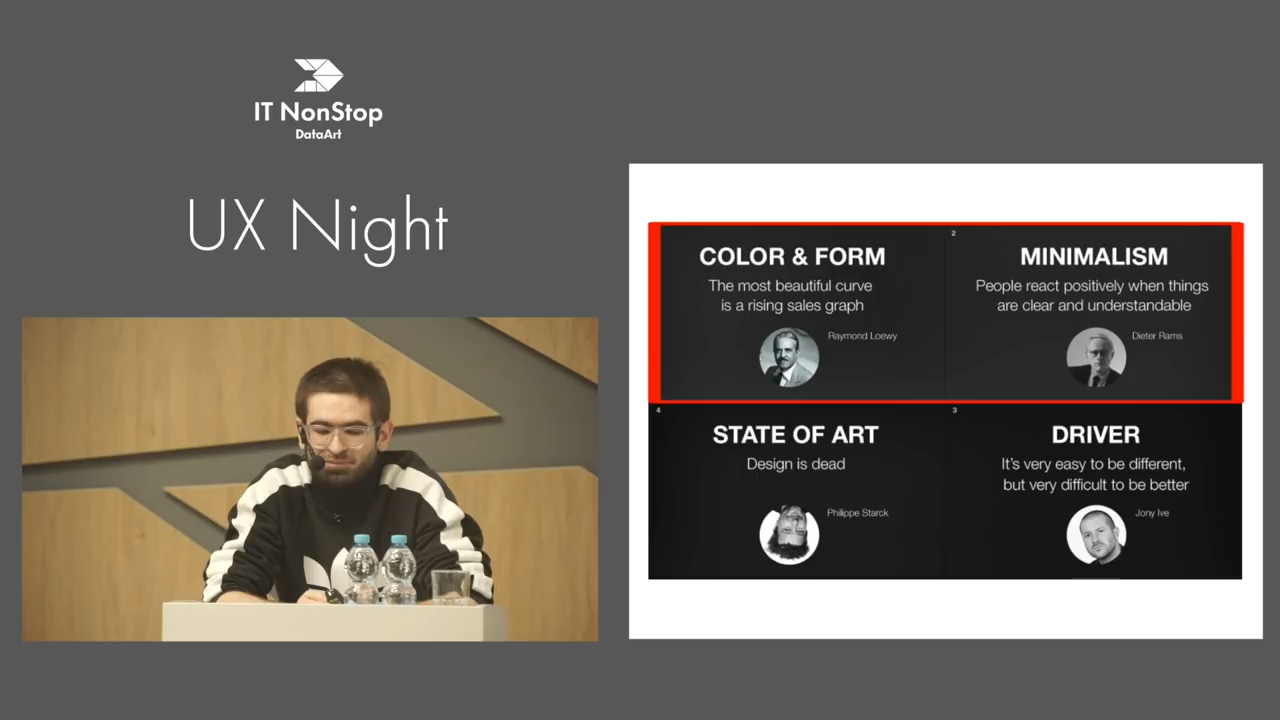 IT NonStop
DataArt
UX Night
COLOR & FORM
The most beautiful curve
is a rising sales graph
Raymond Loewy
2
MINIMALISM
People react positively when things
are clear and understandable
Dieter Rams
4
STATE OF ART
Design is dead
Philippe Starck
3
DRIVER
It's very easy to be different,
but very difficult to be better
Jony Ive